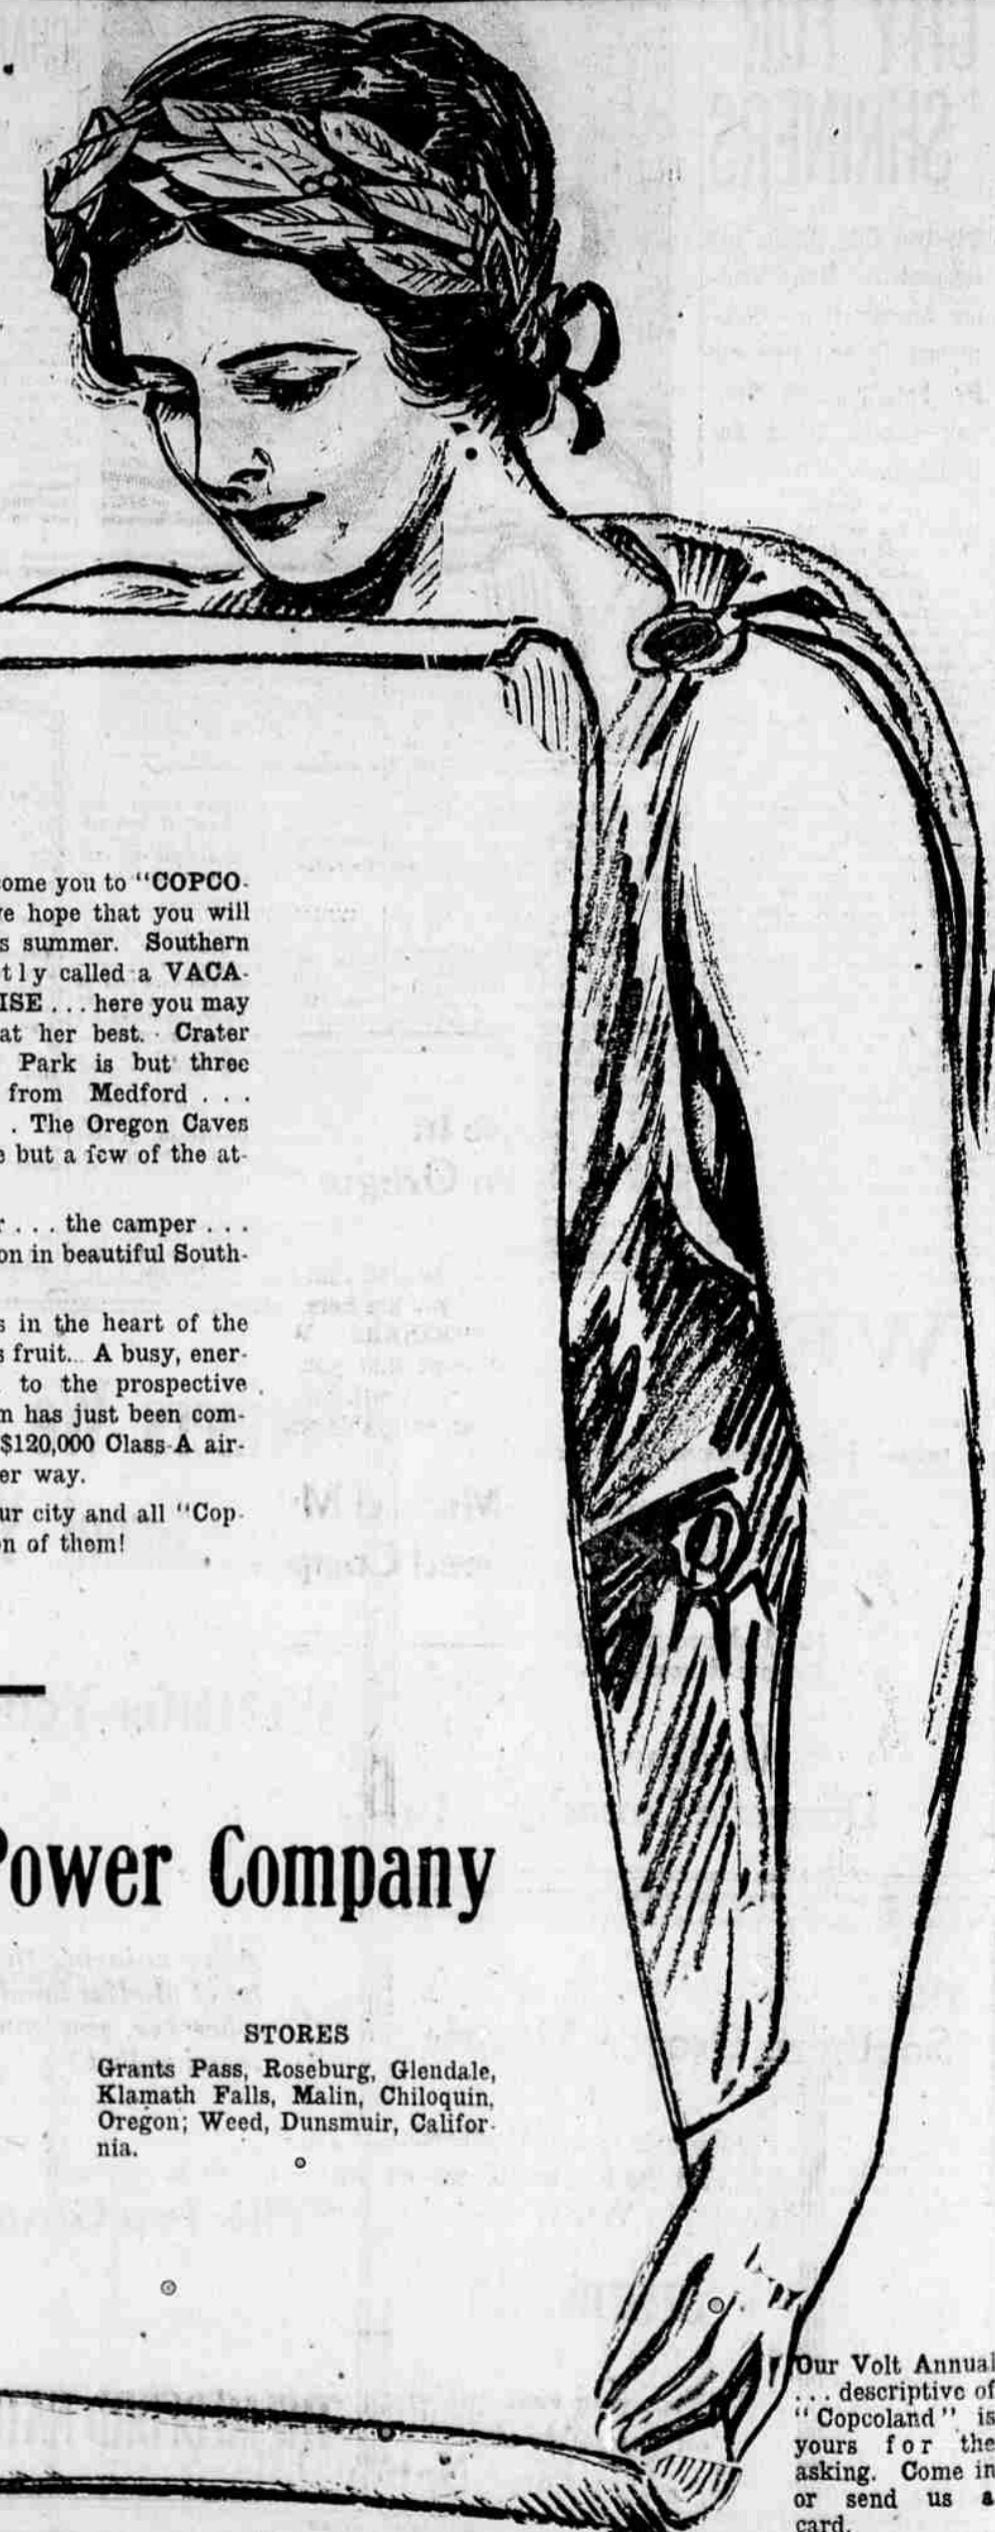 come you to "COPCO-
e hope that you will
s summer. Southern
tly called a VACA-
ISE . . . here you may
at her best. Crater
Park is but three
from Medford . . .
. The Oregon Caves
e but a few of the at-
r . . . the camper . . .
on in beautiful South-
s in the heart of the
s fruit... A busy, ener-
to the prospective
n has just been com-
$120,000 Class A air-
er way.
ur city and all "Cop-
n of them!
Power Company
STORES
Grants Pass, Roseburg, Glendale,
Klamath Falls, Malin, Chiloquin,
Oregon; Weed, Dunsmuir, Califor-
nia.
Our Volt Annual
. . . descriptive of
"Copcoland" is
yours for the
asking. Come in
or send us a
card.